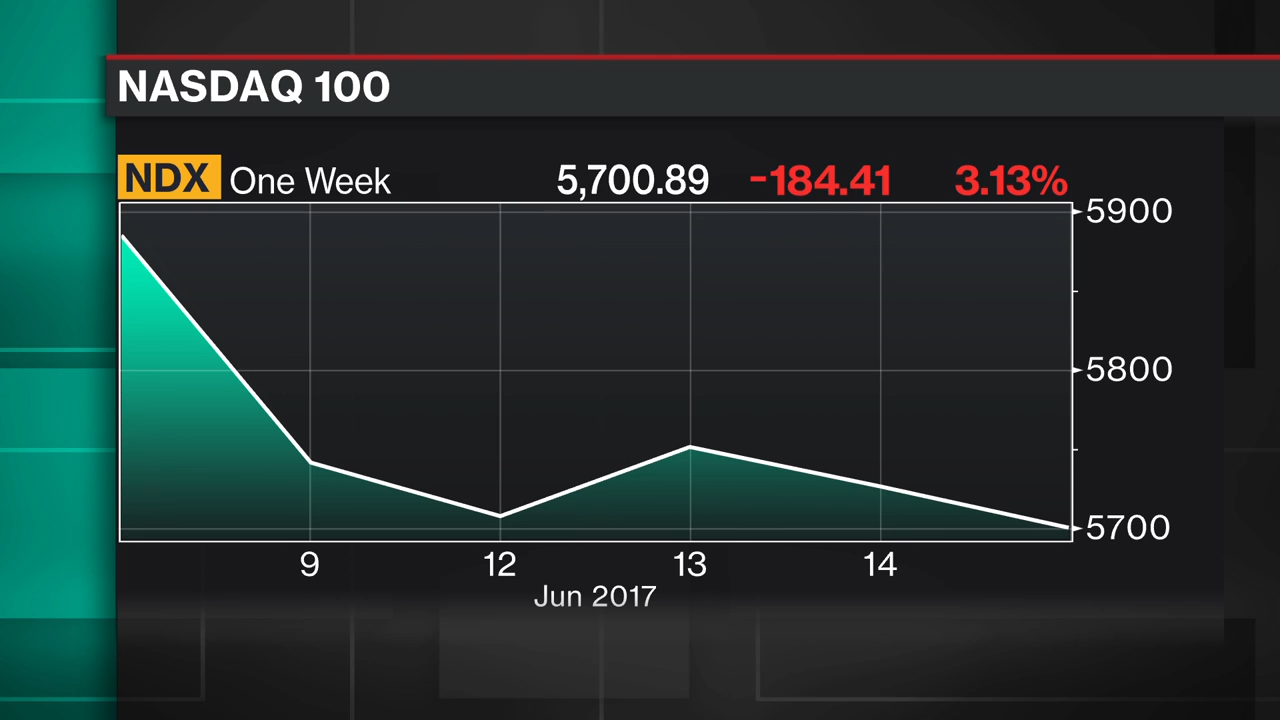 NASDAQ 100
NDX One Week 5,700.89 -184.41 3.13%
5900
5800
5700
9 12 13 14
Jun 2017